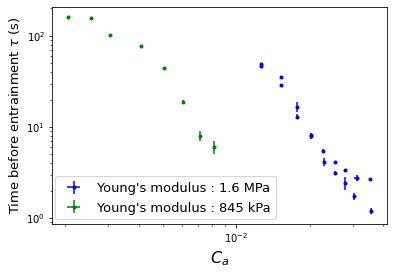 Time before entrainment τ (s)
10²
10¹
10⁰
Young's modulus : 1.6 MPa
Young's modulus : 845 kPa
10⁻²
Cₐ